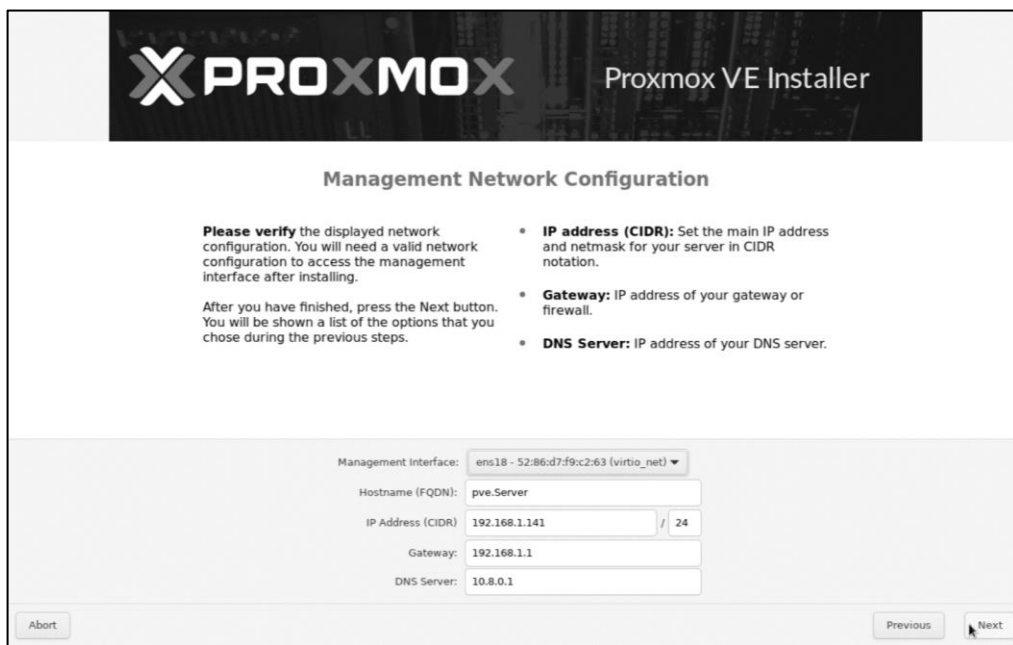 PROXMOX
Proxmox VE Installer
Management Network Configuration
Please verify the displayed network
configuration. You will need a valid network
configuration to access the management
interface after installing.
After you have finished, press the Next button.
You will be shown a list of the options that you
chose during the previous steps.
• IP address (CIDR): Set the main IP address
and netmask for your server in CIDR
notation.
• Gateway: IP address of your gateway or
firewall.
• DNS Server: IP address of your DNS server.
Management Interface: ens18 - 52:86:d7:f9:c2:63 (virtio_net)
Hostname (FQDN): pve.Server
IP Address (CIDR) 192.168.1.141 / 24
Gateway: 192.168.1.1
DNS Server: 10.8.0.1
Abort Previous Next